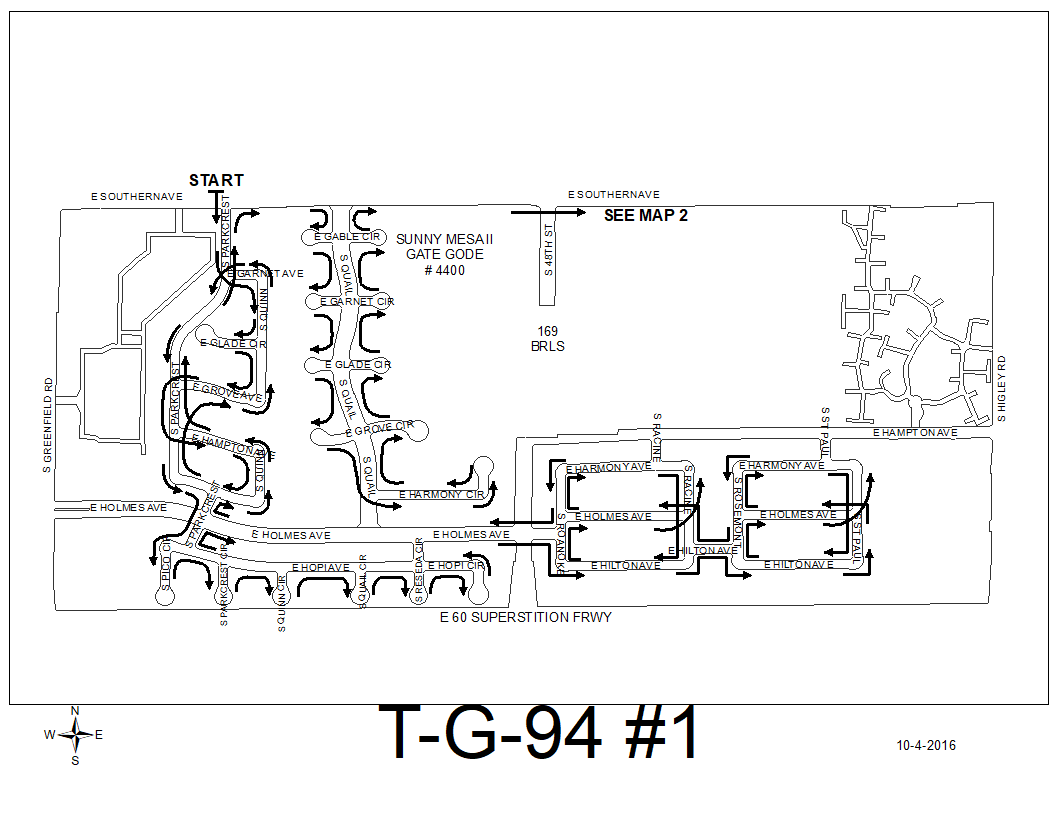 START
E SOUTHERN AVE
E SOUTHERN AVE
SEE MAP 2
S PARKCREST
E GABLE CIR
SUNNY MESA II
GATE GODE
# 4400
S 48TH ST
S QUAIL
E GARNET AVE
S QUINN
E GARNET CIR
169
BRLS
E GLADE CIR
E GLADE CIR
S GREENFIELD RD
S PARKCREST
E GROVE AVE
S QUAIL
S HIGLEY RD
E GROVE CIR
S RACINE
S ST PAUL
E HAMPTON AVE
E HAMPTON AVE
S QUINN
S QUAIL
E HARMONY AVE
E HARMONY AVE
S RACINE
S ROSEMONT
E HARMONY CIR
E HOLMES AVE
S PARKCREST
E HOLMES AVE
E HOLMES AVE
E HOLMES AVE
E HOLMES AVE
S ROANOKE
S ST PAUL
E HILTON AVE
E HILTON AVE
E HILTON AVE
S PICO CIR
S PARKCREST CIR
E HOPI AVE
S QUINN CIR
S QUAIL CIR
S RESEDA CIR
E HOPI CIR
E 60 SUPERSTITION FRWY
N
W E
S
T-G-94 #1
10-4-2016